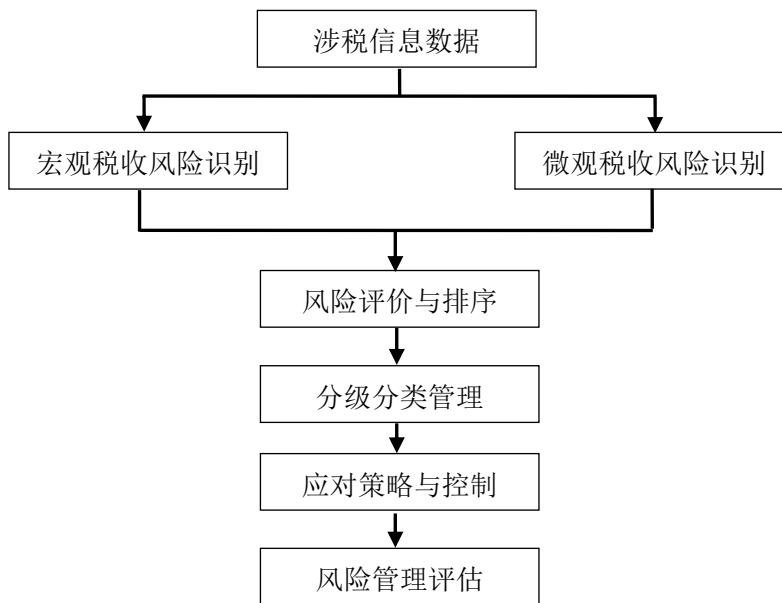 涉税信息数据
宏观税收风险识别
微观税收风险识别
风险评价与排序
分级分类管理
应对策略与控制
风险管理评估